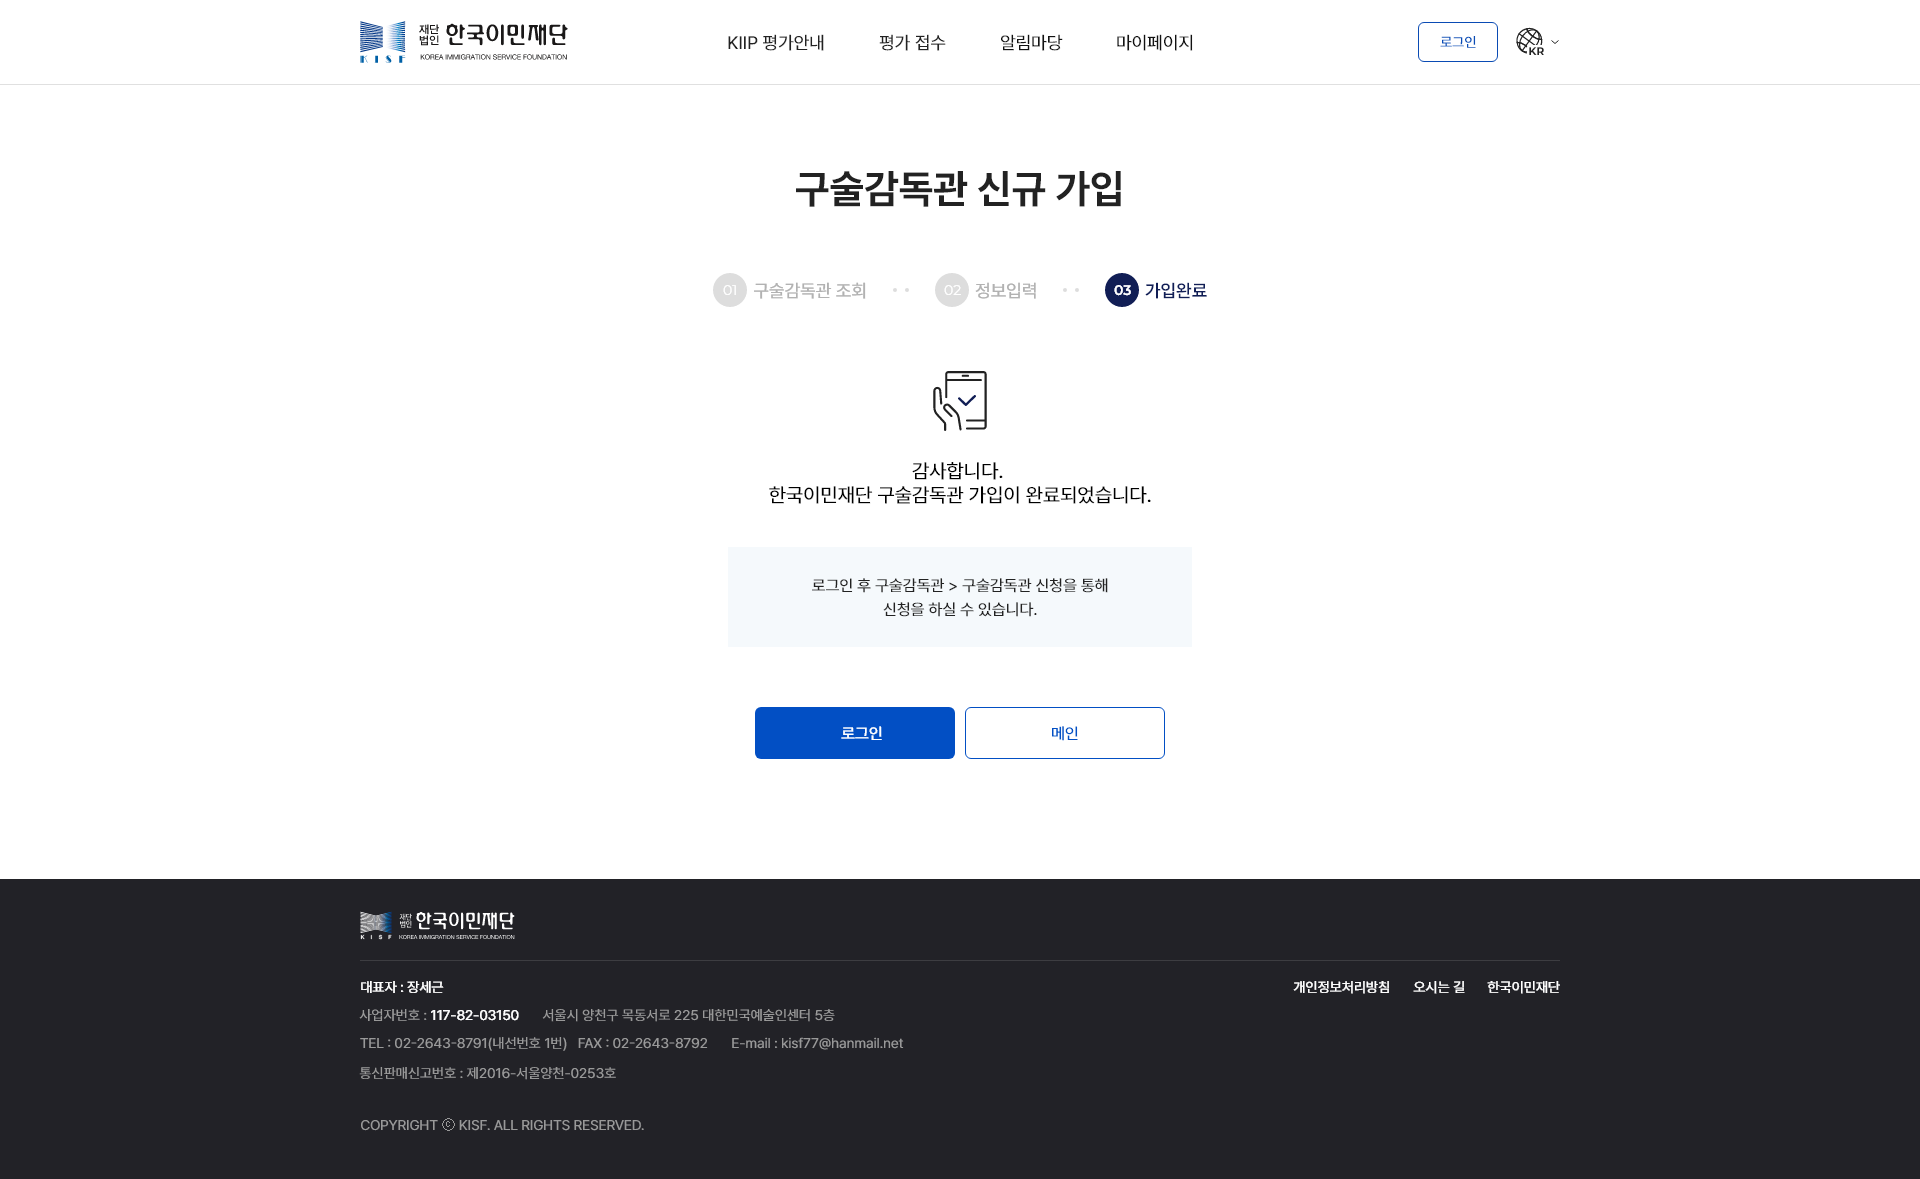 재단
법인 한국이민재단
KISF KOREA IMMIGRATION SERVICE FOUNDATION
KIIP 평가안내 평가 접수 알림마당 마이페이지
로그인
KR
구술감독관 신규 가입
01 구술감독관 조회 02 정보입력 03 가입완료
감사합니다.
한국이민재단 구술감독관 가입이 완료되었습니다.
로그인 후 구술감독관 > 구술감독관 신청을 통해
신청을 하실 수 있습니다.
로그인 메인
재단
법인 한국이민재단
KISF KOREA IMMIGRATION SERVICE FOUNDATION
대표자 : 장세근 개인정보처리방침 오시는 길 한국이민재단
사업자번호 : 117-82-03150 서울시 양천구 목동서로 225 대한민국예술인센터 5층
TEL : 02-2643-8791(내선번호 1번) FAX : 02-2643-8792 E-mail : kisf77@hanmail.net
통신판매신고번호 : 제2016-서울양천-0253호
COPYRIGHT ⓒ KISF. ALL RIGHTS RESERVED.